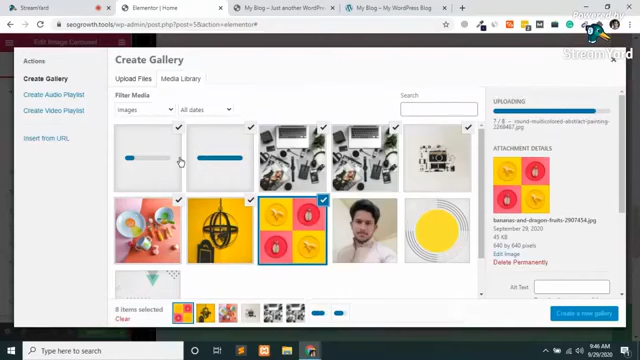 StreamYard
Elementor | Home
My Blog – Just another WordPress
My Blog ‹ WordPress Blog
seogrowth.tools/wp-admin/post.php?post=5&action=elementor#
Powered by
StreamYard
Edit Image Carousel
Actions
Create Gallery
Create Audio Playlist
Create Video Playlist
Insert from URL
Create Gallery
Upload Files
Media Library
Filter Media
Images
All dates
Search
UPLOADING
7 / 8 – round-multicolored-abstract-painting-
2268487.jpg
ATTACHMENT DETAILS
bananas-and-dragon-fruits-2907454.jpg
September 29, 2020
45 KB
640 by 640 pixels
Edit Image
Delete Permanently
Alt Text
8 items selected
Clear
Create a new gallery
Type here to search
9:46 AM
9/29/2020